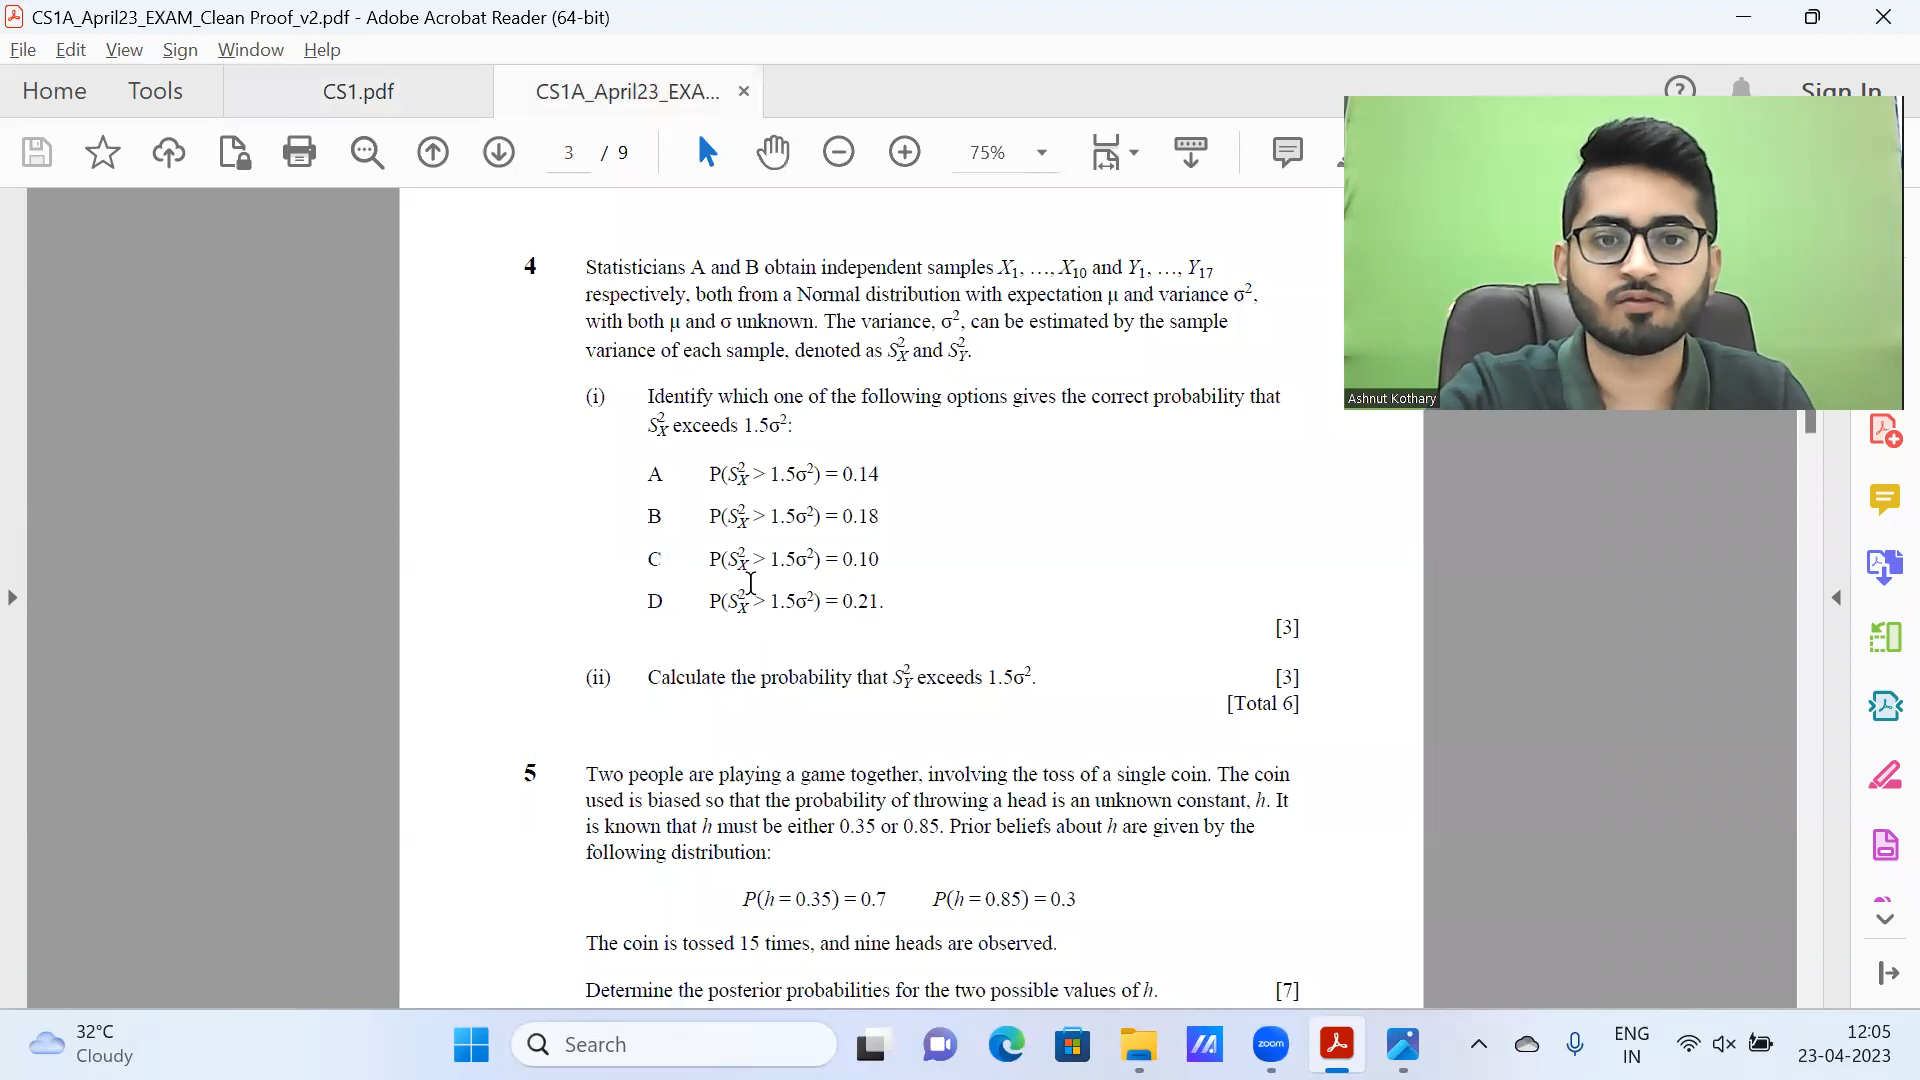 CS1A_April23_EXAM_Clean Proof_v2.pdf - Adobe Acrobat Reader (64-bit)
File Edit View Sign Window Help
Home Tools CS1.pdf CS1A_April23_EXA... × Sign In
3 / 9 75%
4 Statisticians A and B obtain independent samples X₁, …, X₁₀ and Y₁, …, Y₁₇
respectively, both from a Normal distribution with expectation μ and variance σ²,
with both μ and σ unknown. The variance, σ², can be estimated by the sample
variance of each sample, denoted as S²_X and S²_Y.
(i) Identify which one of the following options gives the correct probability that
S²_X exceeds 1.5σ²:
A P(S²_X > 1.5σ²) = 0.14
B P(S²_X > 1.5σ²) = 0.18
C P(S²_X > 1.5σ²) = 0.10
D P(S²_X > 1.5σ²) = 0.21.
[3]
(ii) Calculate the probability that S²_Y exceeds 1.5σ². [3]
[Total 6]
5 Two people are playing a game together, involving the toss of a single coin. The coin
used is biased so that the probability of throwing a head is an unknown constant, h. It
is known that h must be either 0.35 or 0.85. Prior beliefs about h are given by the
following distribution:
P(h = 0.35) = 0.7 P(h = 0.85) = 0.3
The coin is tossed 15 times, and nine heads are observed.
Determine the posterior probabilities for the two possible values of h. [7]
Ashnut Kothary
32°C
Cloudy
Search
zoom
ENG
IN
12:05
23-04-2023